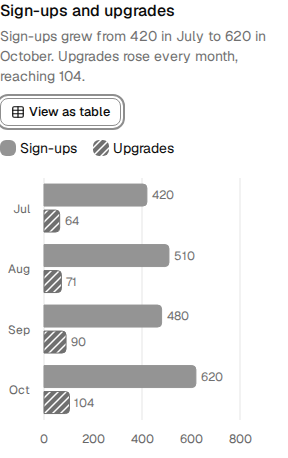 Sign-ups and upgrades
Sign-ups grew from 420 in July to 620 in
October. Upgrades rose every month,
reaching 104.
View as table
Sign-ups Upgrades
Jul
420
64
Aug
510
71
Sep
480
90
Oct
620
104
0 200 400 600 800